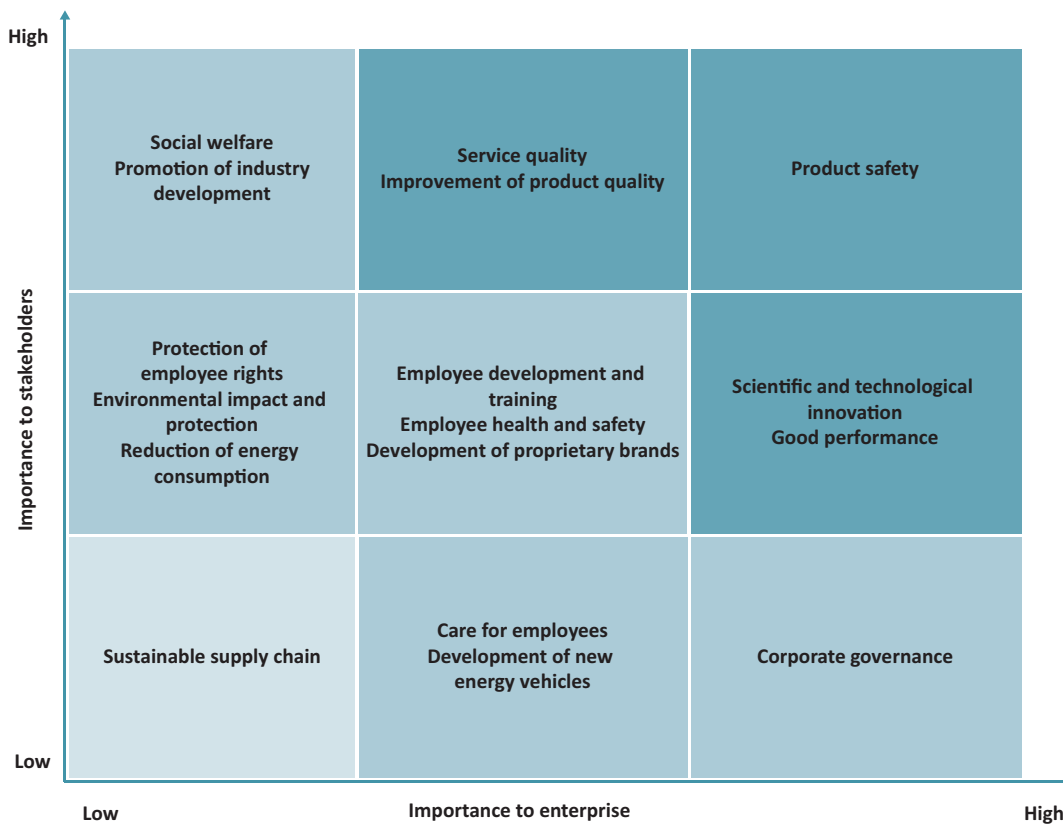 High
Social welfare
Promotion of industry
development
Service quality
Improvement of product quality
Product safety
Importance to stakeholders
Protection of
employee rights
Environmental impact and
protection
Reduction of energy
consumption
Employee development and
training
Employee health and safety
Development of proprietary brands
Scientific and technological
innovation
Good performance
Sustainable supply chain
Care for employees
Development of new
energy vehicles
Corporate governance
Low
Low
Importance to enterprise
High